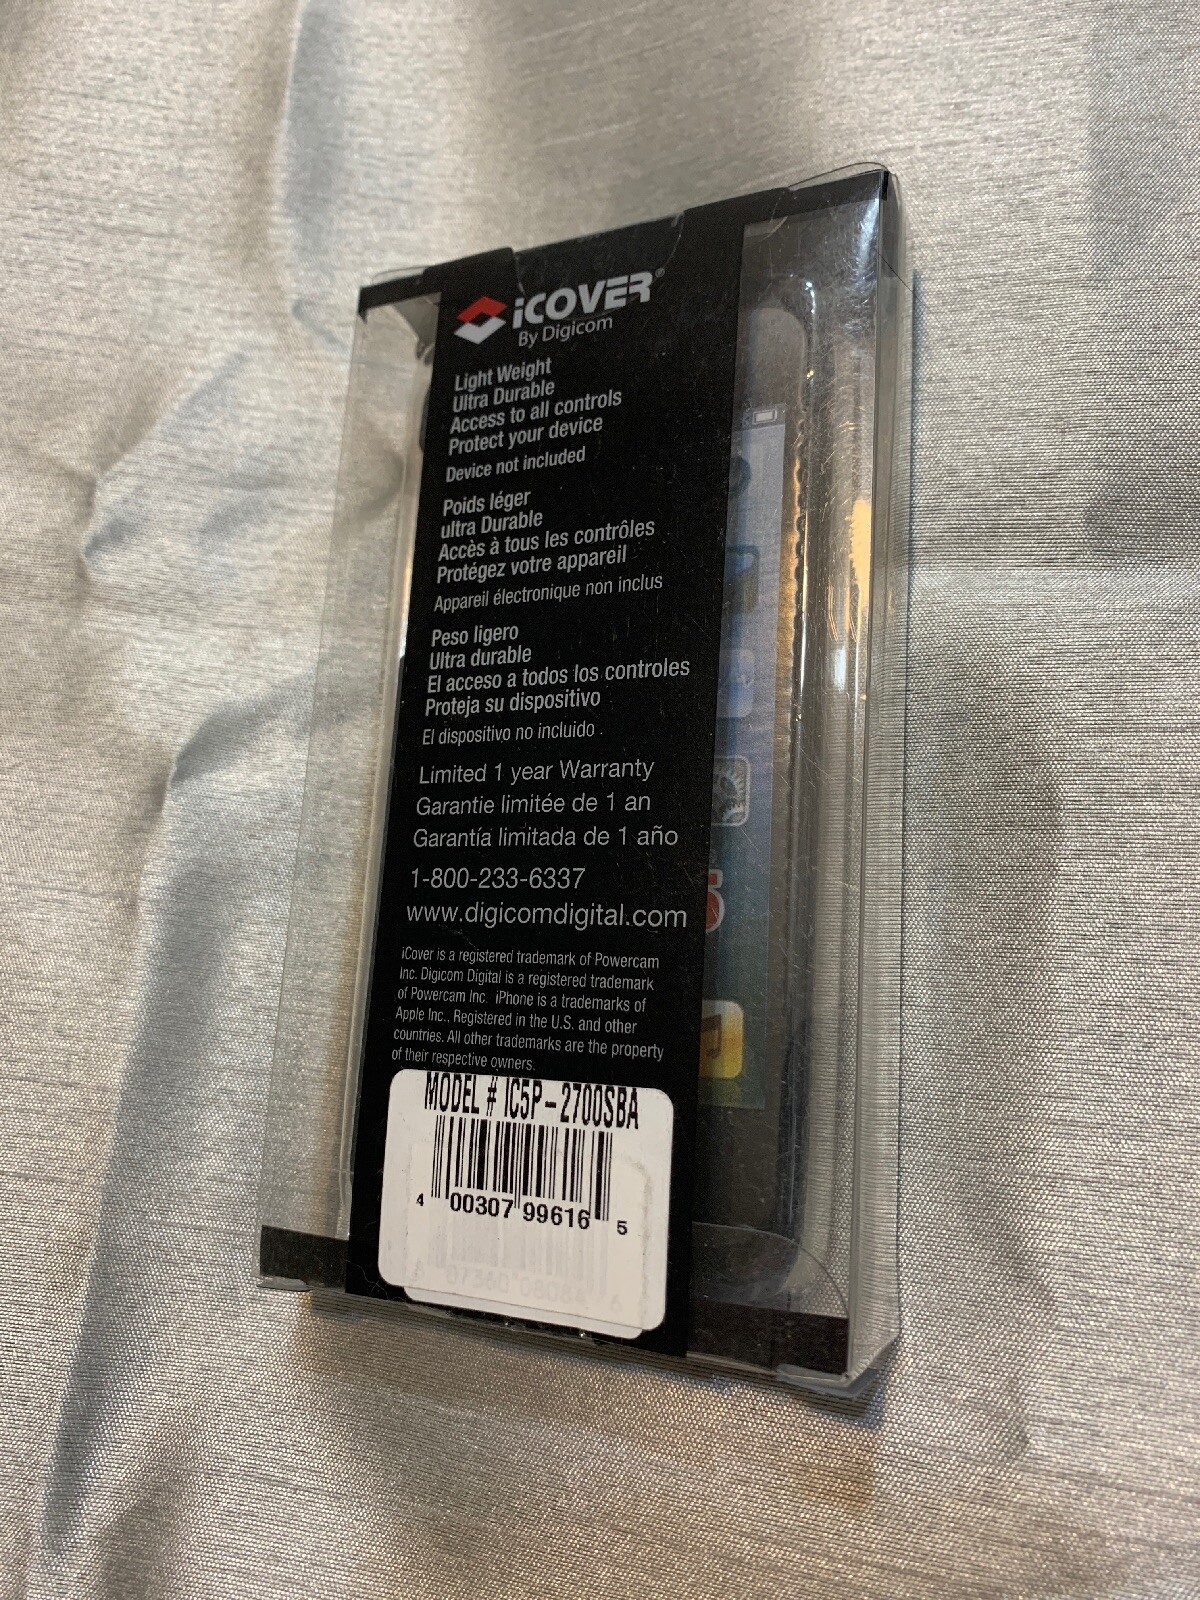 iCOVER®
By Digicom
Light Weight
Ultra Durable
Access to all controls
Protect your device
Device not included
Poids léger
ultra Durable
Accès à tous les contrôles
Protégez votre appareil
Appareil électronique non inclus
Peso ligero
Ultra durable
El acceso a todos los controles
Proteja su dispositivo
El dispositivo no incluido .
Limited 1 year Warranty
Garantie limitée de 1 an
Garantía limitada de 1 año
1-800-233-6337
www.digicomdigital.com
iCover is a registered trademark of Powercam
Inc. Digicom Digital is a registered trademark
of Powercam Inc. iPhone is a trademarks of
Apple Inc., Registered in the U.S. and other
countries. All other trademarks are the property
of their respective owners.
MODEL # IC5P-2700SBA
4 00307 99616 5
5